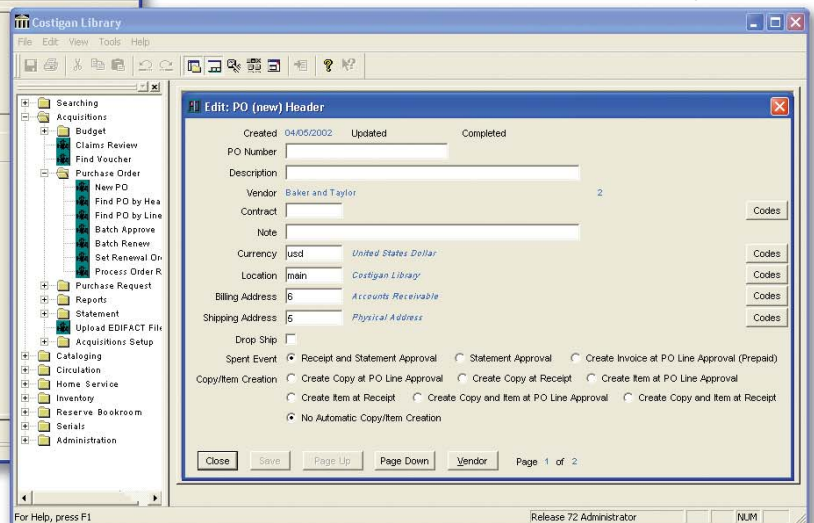 Costigan Library
File Edit View Tools Help
Searching
Acquisitions
Budget
Claims Review
Find Voucher
Purchase Order
New PO
Find PO by Hea
Find PO by Line
Batch Approve
Batch Renew
Set Renewal Or
Process Order R
Purchase Request
Reports
Statement
Upload EDIFACT File
Acquisitions Setup
Cataloging
Circulation
Home Service
Inventory
Reserve Bookroom
Serials
Administration
Edit: PO (new) Header
Created 04/05/2002 Updated Completed
PO Number
Description
Vendor Baker and Taylor 2
Contract Codes
Note
Currency usd United States Dollar Codes
Location main Costigan Library Codes
Billing Address 6 Accounts Receivable Codes
Shipping Address 5 Physical Address Codes
Drop Ship
Spent Event Receipt and Statement Approval Statement Approval Create Invoice at PO Line Approval (Prepaid)
Copy/Item Creation Create Copy at PO Line Approval Create Copy at Receipt Create Item at PO Line Approval
Create Item at Receipt Create Copy and Item at PO Line Approval Create Copy and Item at Receipt
No Automatic Copy/Item Creation
Close Save Page Up Page Down Vendor Page 1 of 2
For Help, press F1 Release 72 Administrator NUM